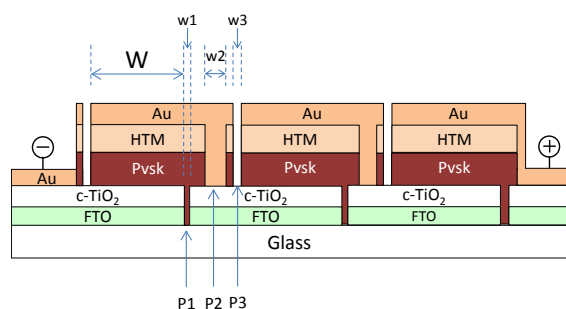 w1 w3
W w2
Au Au
HTM HTM HTM
− +
Pvsk Pvsk Pvsk
Au
c-TiO₂ c-TiO₂ c-TiO₂
FTO FTO FTO
Glass
P1 P2 P3